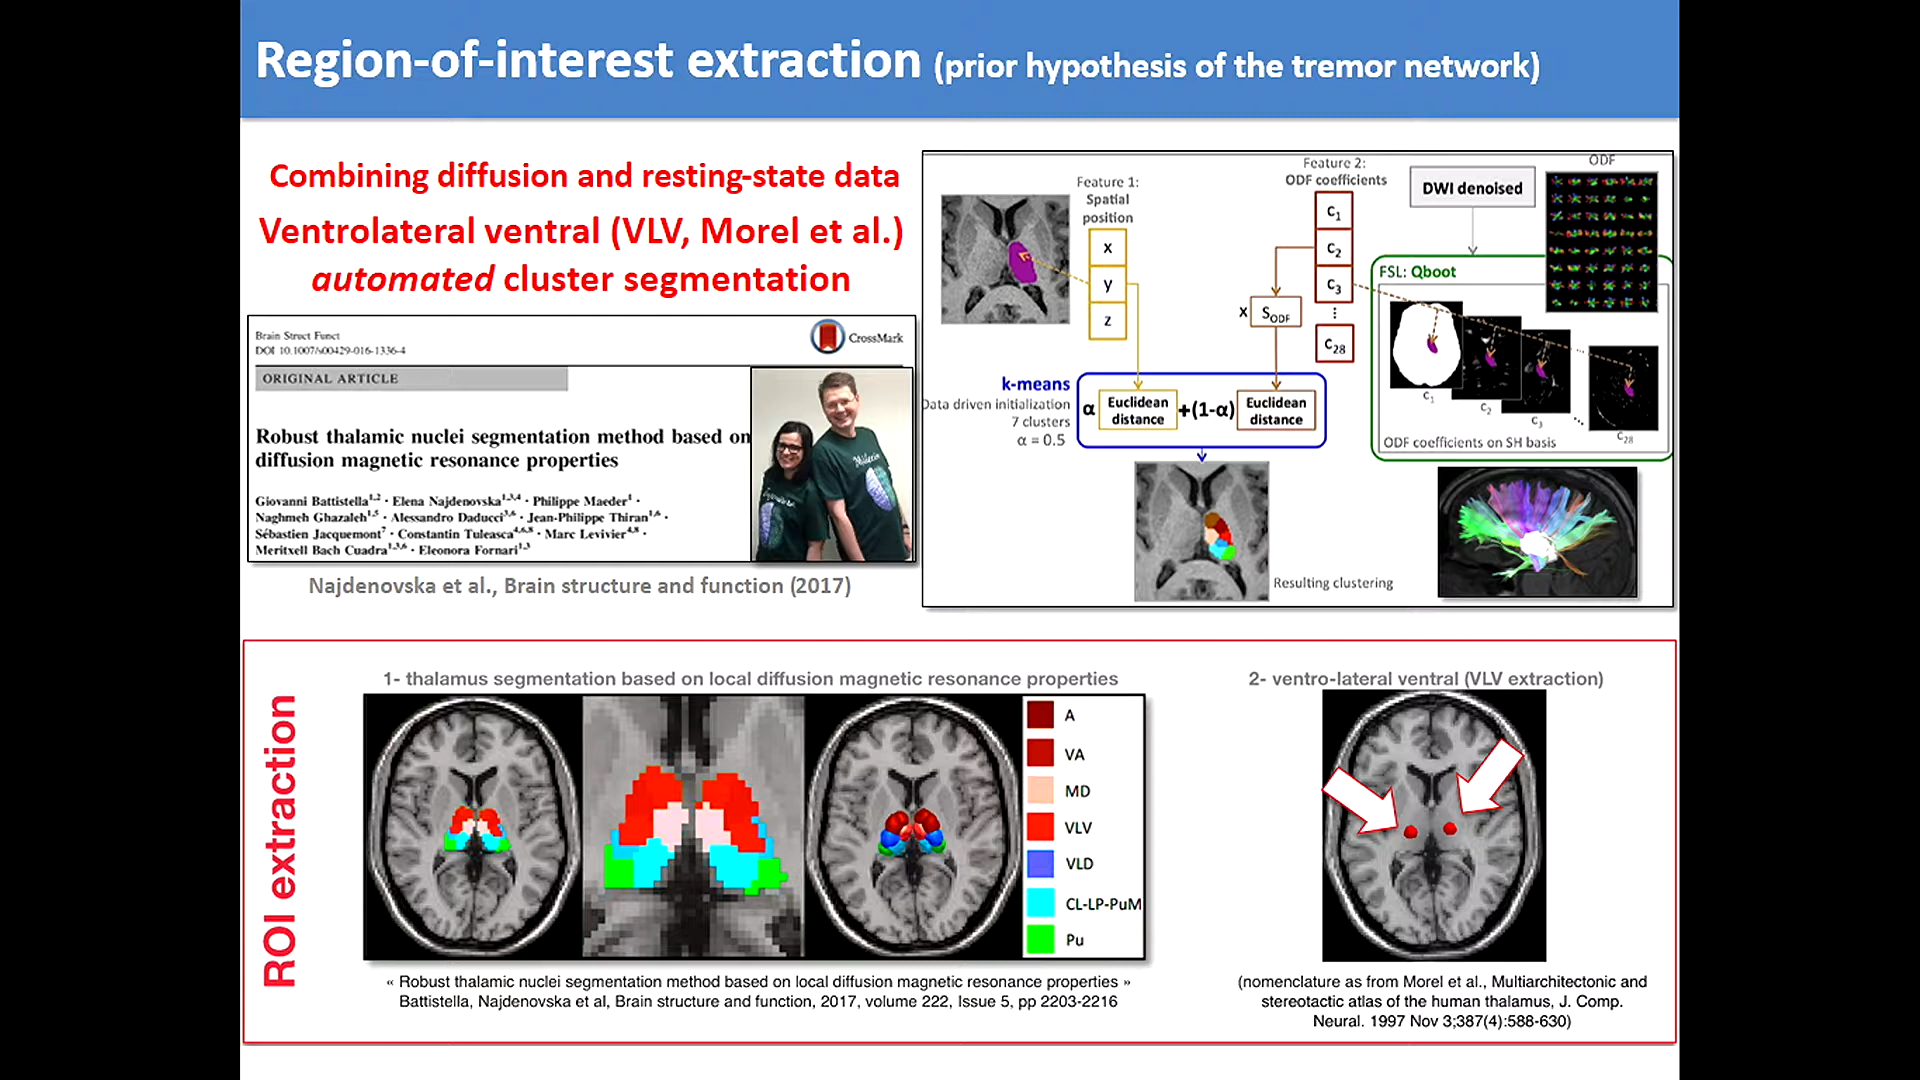 Region-of-interest extraction (prior hypothesis of the tremor network)
Combining diffusion and resting-state data
Ventrolateral ventral (VLV, Morel et al.)
automated cluster segmentation
Brain Struct Funct
DOI 10.1007/s00429-016-1336-4
CrossMark
ORIGINAL ARTICLE
Robust thalamic nuclei segmentation method based on
diffusion magnetic resonance properties
Giovanni Battistella1,2 · Elena Najdenovska1,3,4 · Philippe Maeder1 ·
Naghmeh Ghazaleh1,5 · Alessandro Daducci3,6 · Jean-Philippe Thiran1,6 ·
Sébastien Jacquemont7 · Constantin Tuleasca4,6,8 · Marc Levivier4,8 ·
Meritxell Bach Cuadra1,3,6 · Eleonora Fornari1,3
Najdenovska et al., Brain structure and function (2017)
Feature 1:
Spatial
position
x
y
z
Feature 2:
ODF coefficients
c1
c2
c3
⋮
c28
x SODF
DWI denoised
ODF
FSL: Qboot
c1
c2
c3
c28
ODF coefficients on SH basis
k-means
Data driven initialization
7 clusters
α = 0.5
α Euclidean distance +(1-α) Euclidean distance
Resulting clustering
ROI extraction
1- thalamus segmentation based on local diffusion magnetic resonance properties
A
VA
MD
VLV
VLD
CL-LP-PuM
Pu
« Robust thalamic nuclei segmentation method based on local diffusion magnetic resonance properties »
Battistella, Najdenovska et al, Brain structure and function, 2017, volume 222, Issue 5, pp 2203-2216
2- ventro-lateral ventral (VLV extraction)
(nomenclature as from Morel et al., Multiarchitectonic and
stereotactic atlas of the human thalamus, J. Comp.
Neural. 1997 Nov 3;387(4):588-630)